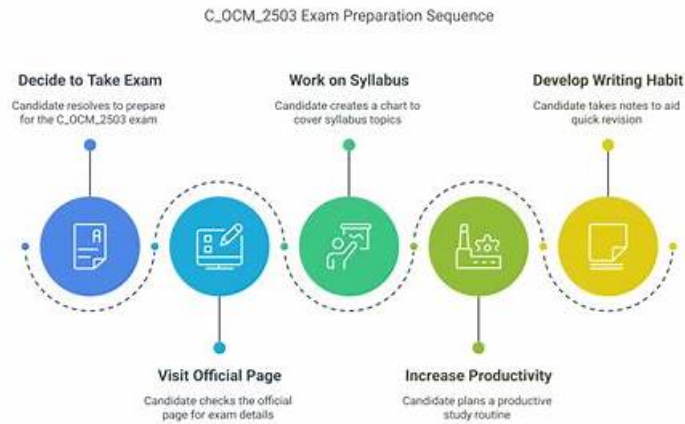 C_OCM_2503 Exam Preparation Sequence
Decide to Take Exam
Candidate resolves to prepare
for the C_OCM_2503 exam
Work on Syllabus
Candidate creates a chart to
cover syllabus topics
Develop Writing Habit
Candidate takes notes to aid
quick revision
A
Visit Official Page
Candidate checks the official
page for exam details
Increase Productivity
Candidate plans a productive
study routine